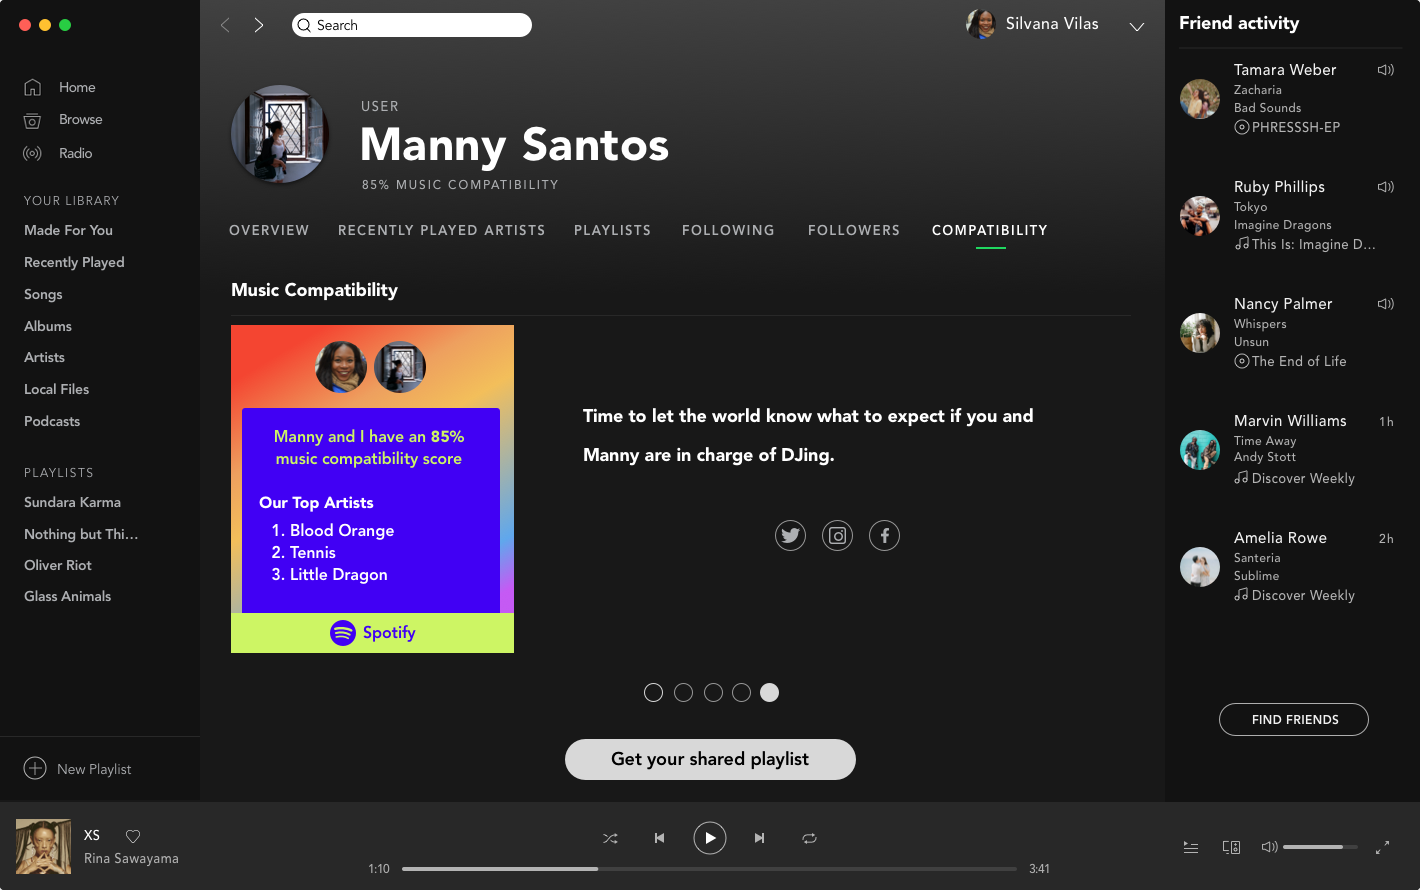 Search
Silvana Vilas
Home
Browse
Radio
YOUR LIBRARY
Made For You
Recently Played
Songs
Albums
Artists
Local Files
Podcasts
PLAYLISTS
Sundara Karma
Nothing but Thi...
Oliver Riot
Glass Animals
New Playlist
USER
Manny Santos
85% MUSIC COMPATIBILITY
OVERVIEW RECENTLY PLAYED ARTISTS PLAYLISTS FOLLOWING FOLLOWERS COMPATIBILITY
Music Compatibility
Manny and I have an 85%
music compatibility score
Our Top Artists
1. Blood Orange
2. Tennis
3. Little Dragon
Spotify
Time to let the world know what to expect if you and
Manny are in charge of DJing.
Get your shared playlist
Friend activity
Tamara Weber
Zacharia
Bad Sounds
PHRESSSH-EP
Ruby Phillips
Tokyo
Imagine Dragons
This Is: Imagine D...
Nancy Palmer
Whispers
Unsun
The End of Life
Marvin Williams 1h
Time Away
Andy Stott
Discover Weekly
Amelia Rowe 2h
Santeria
Sublime
Discover Weekly
FIND FRIENDS
XS
Rina Sawayama
1:10 3:41